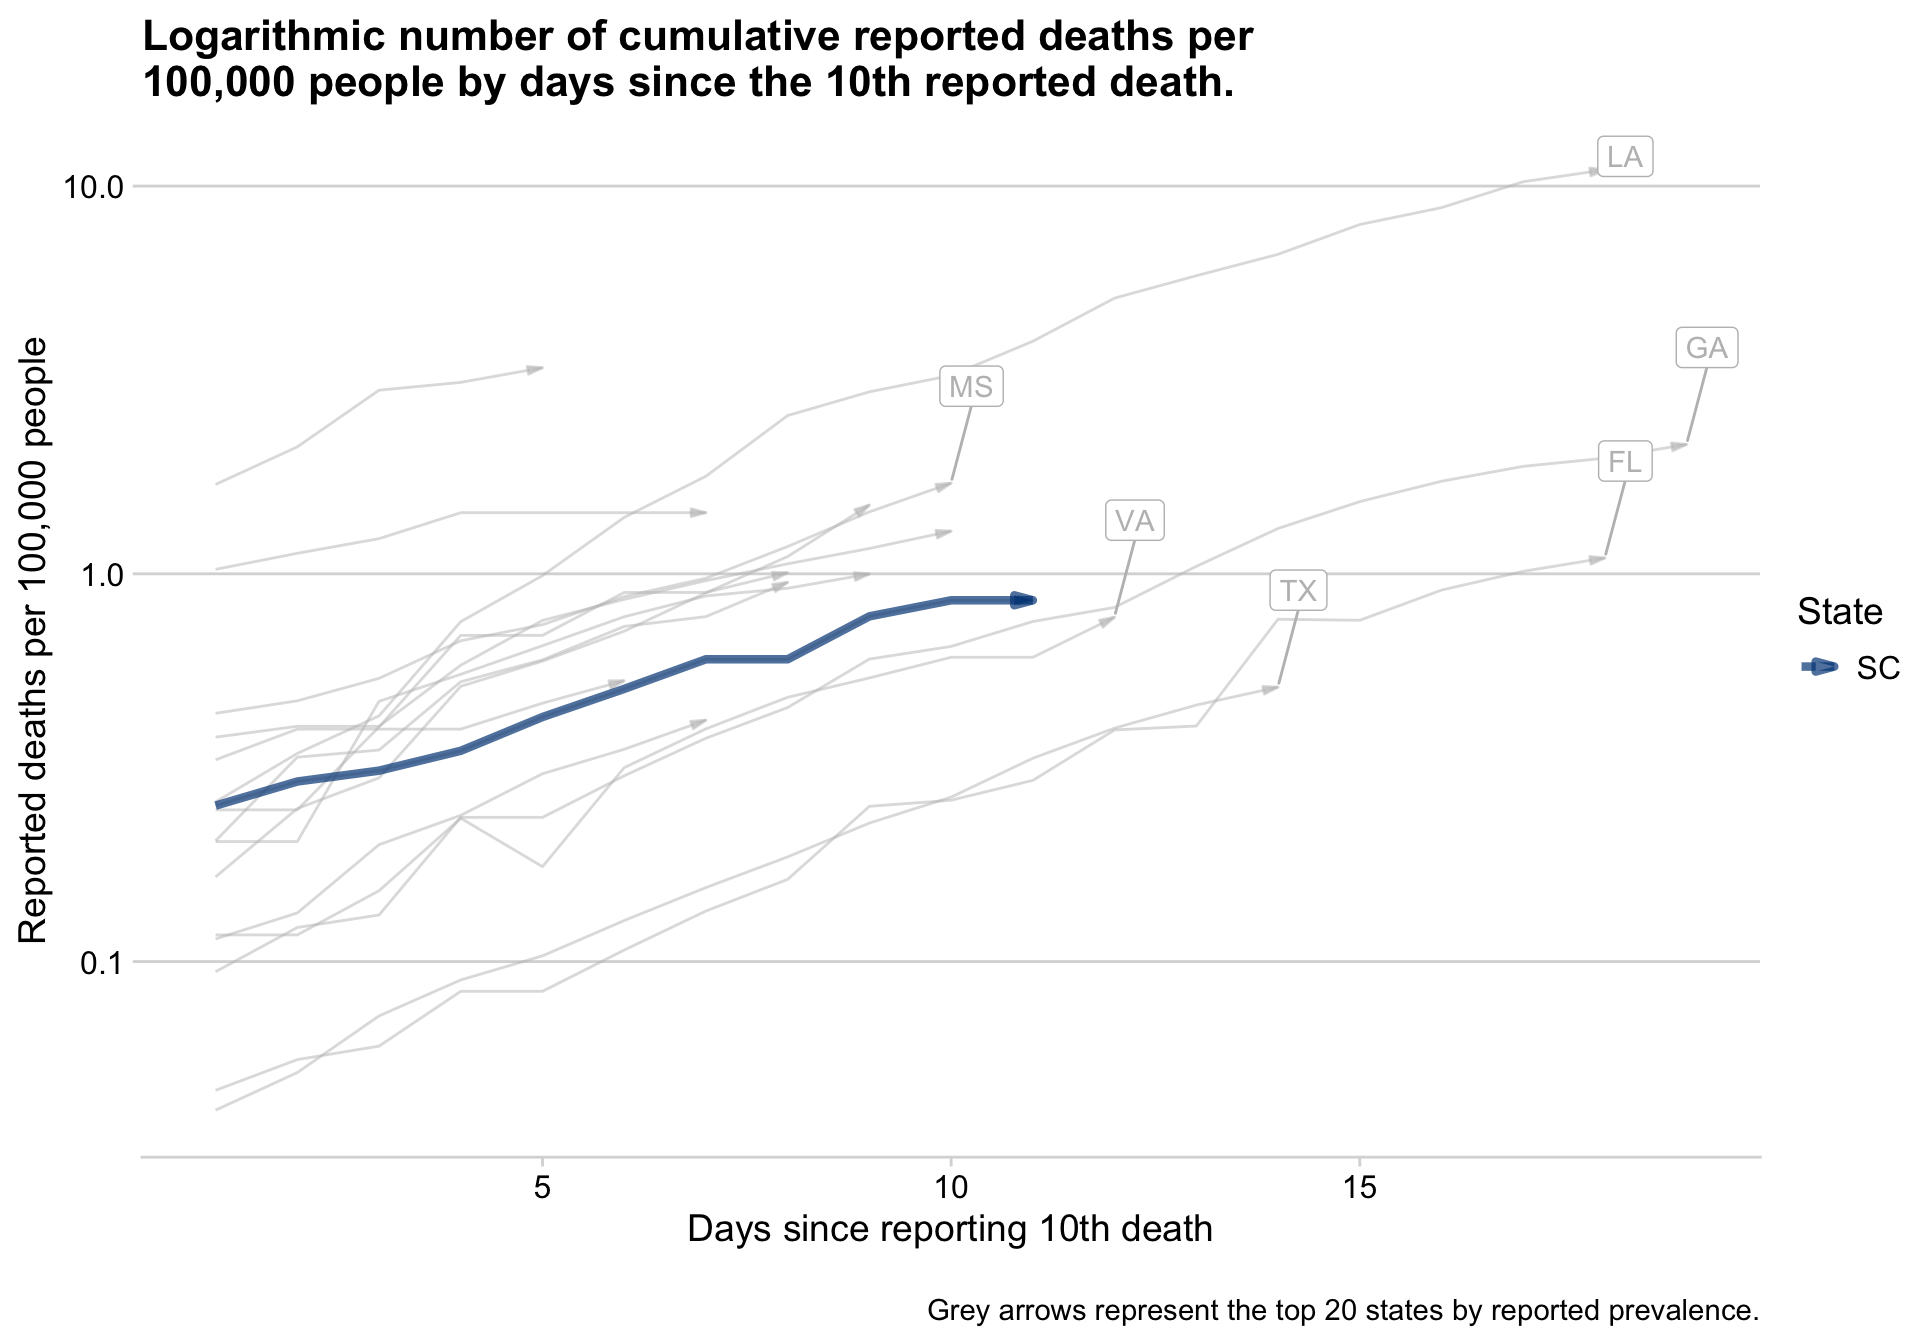 Logarithmic number of cumulative reported deaths per
100,000 people by days since the 10th reported death.
LA
10.0
GA
MS
FL
VA
1.0
TX
Reported deaths per 100,000 people
State
SC
0.1
5 10 15
Days since reporting 10th death
Grey arrows represent the top 20 states by reported prevalence.